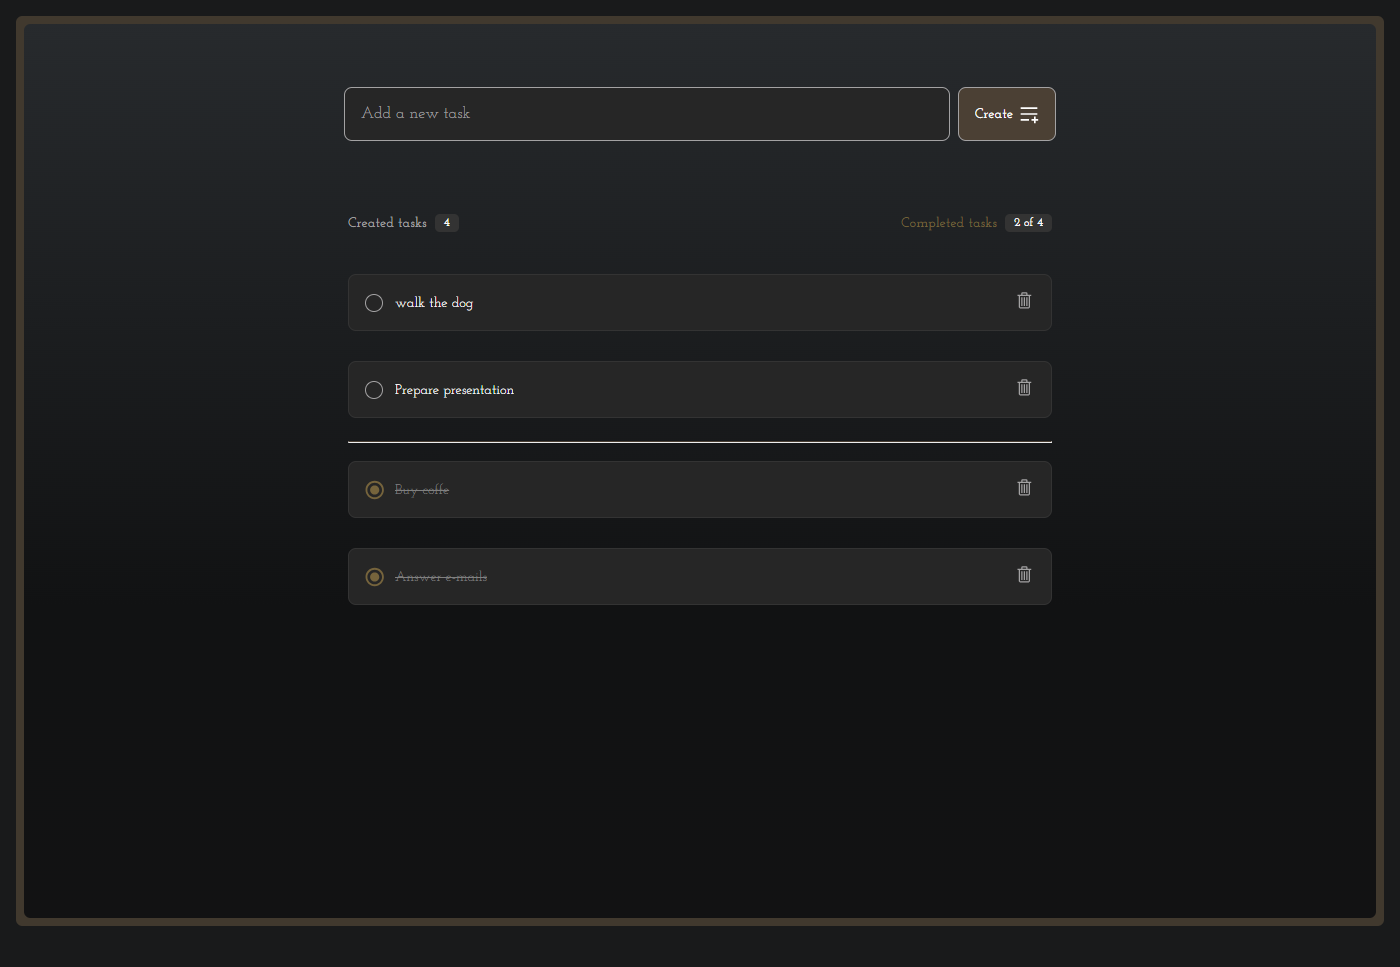 Add a new task
Create
Created tasks 4
Completed tasks 2 of 4
walk the dog
Prepare presentation
Buy coffe
Answer e-mails